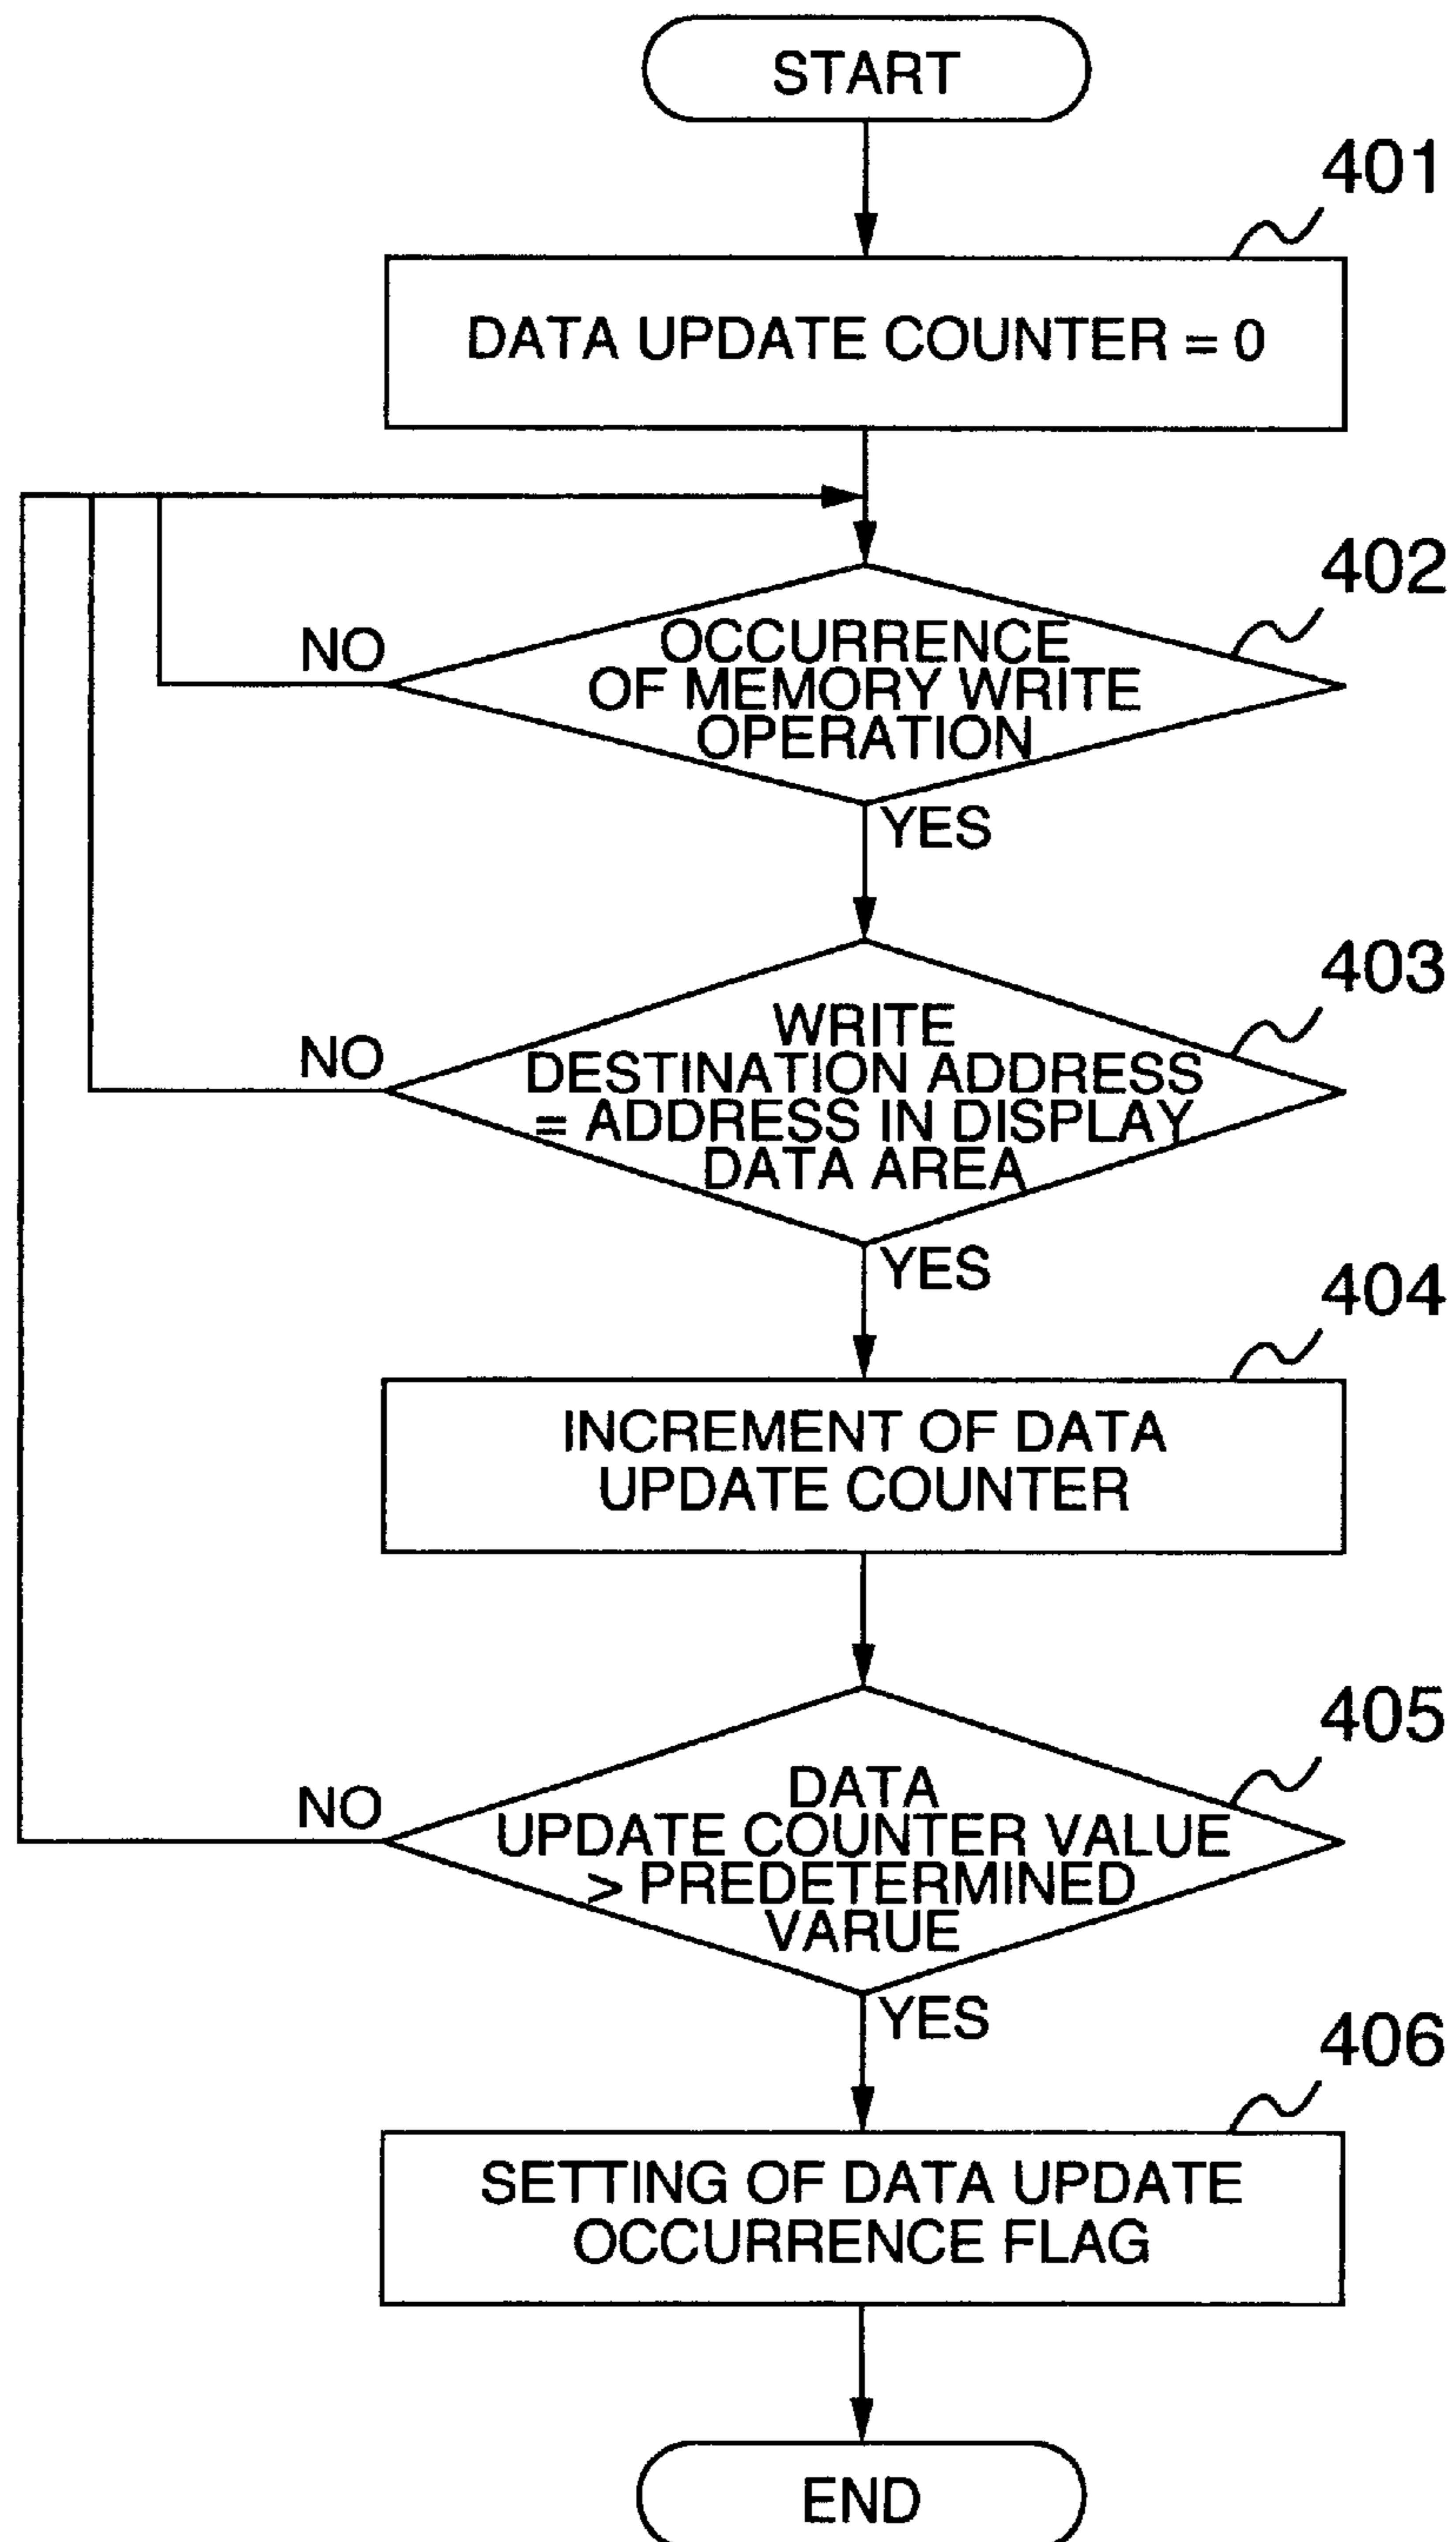 START
401
DATA UPDATE COUNTER = 0
402
NO
OCCURRENCE
OF MEMORY WRITE
OPERATION
YES
403
NO
WRITE
DESTINATION ADDRESS
= ADDRESS IN DISPLAY
DATA AREA
YES
404
INCREMENT OF DATA
UPDATE COUNTER
405
NO
DATA
UPDATE COUNTER VALUE
> PREDETERMINED
VARUE
YES
406
SETTING OF DATA UPDATE
OCCURRENCE FLAG
END